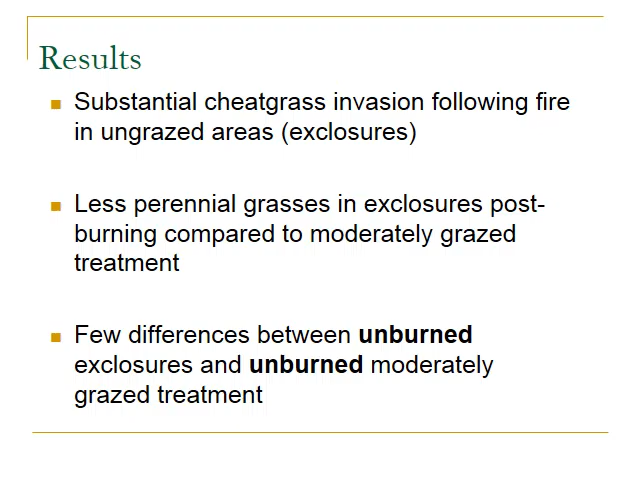 Results
Substantial cheatgrass invasion following fire
in ungrazed areas (exclosures)
Less perennial grasses in exclosures post-
burning compared to moderately grazed
treatment
Few differences between unburned
exclosures and unburned moderately
grazed treatment